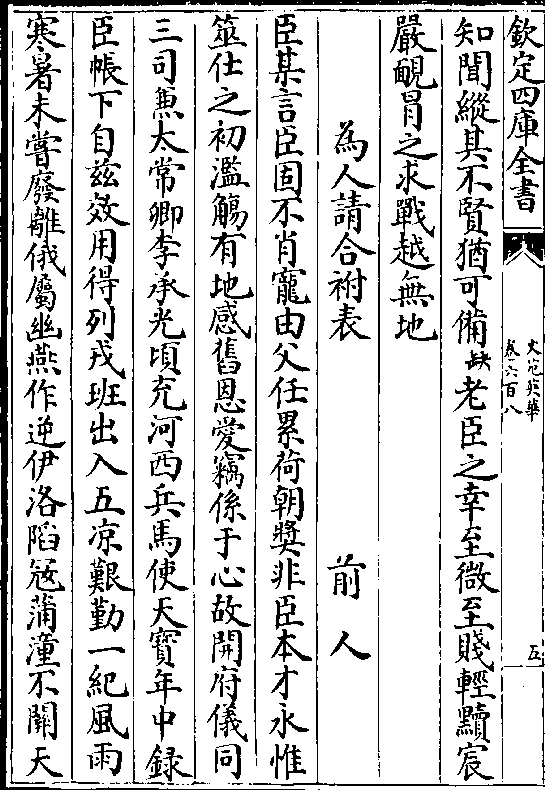 欽定四庫全書
文苑英華
卷六百八
五
知聞縱其不賢猶可備缺老臣之幸至微至賤輕黷宸
嚴靦冒之求戰越無地
為人請合祔表
前人
臣某言臣固不肖寵由父任累荷朝奬非臣本才永惟
筮仕之初濫觴有地感舊恩愛竊係于心故開府儀同
三司兼太常卿李承光頃充河西兵馬使天寶年中録
臣帳下自兹效用得列戎班出入五凉艱勤一紀風雨
寒暑未嘗廢離俄屬幽燕作逆伊洛陷寇蒲潼不關天